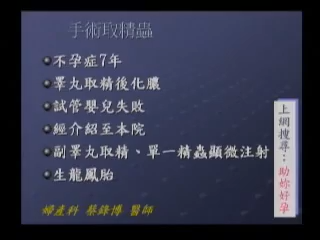 手術取精蟲
不孕症7年
睪丸取精後化膿
試管嬰兒失敗
經介紹至本院
副睪丸取精、單一精蟲顯微注射
生龍鳳胎
婦產科 蔡鋒博 醫師
上網搜尋:助妳好孕